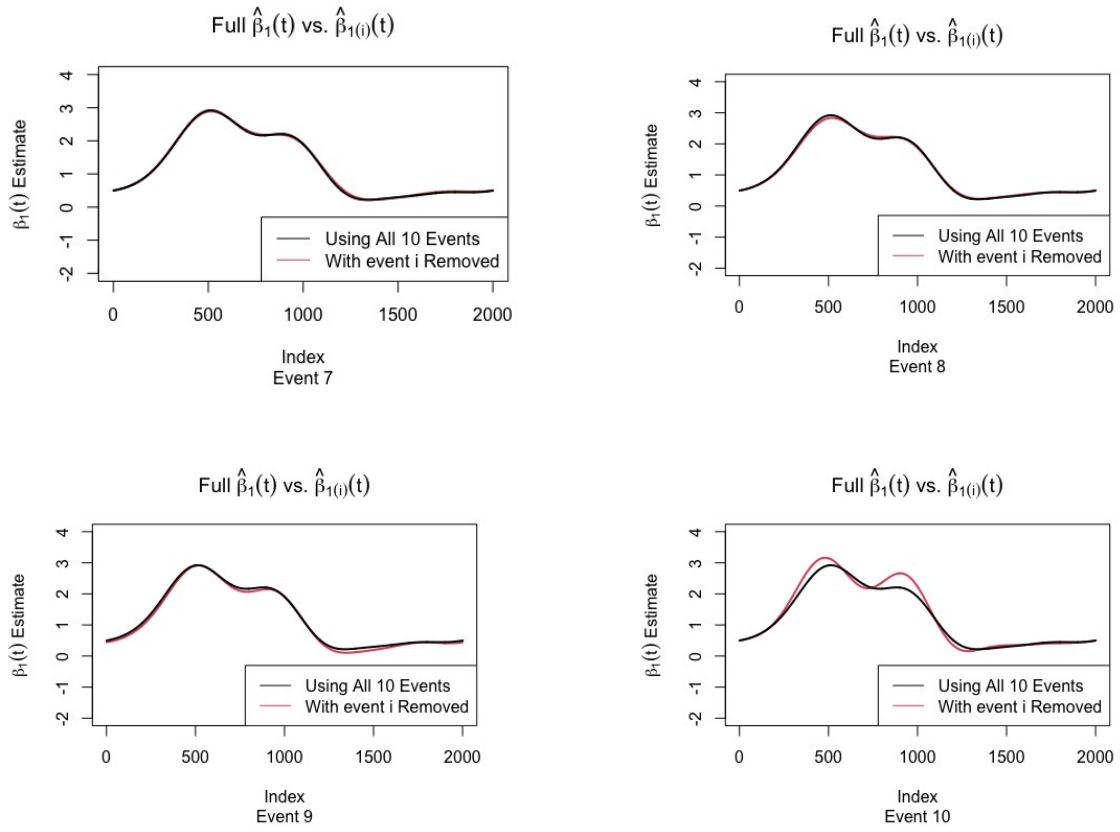 Full β̂₁(t) vs. β̂₁₍ᵢ₎(t)
β₁(t) Estimate
4
3
2
1
0
-1
-2
Using All 10 Events
With event i Removed
0 500 1000 1500 2000
Index
Event 7
Full β̂₁(t) vs. β̂₁₍ᵢ₎(t)
β₁(t) Estimate
4
3
2
1
0
-1
-2
Using All 10 Events
With event i Removed
0 500 1000 1500 2000
Index
Event 8
Full β̂₁(t) vs. β̂₁₍ᵢ₎(t)
β₁(t) Estimate
4
3
2
1
0
-1
-2
Using All 10 Events
With event i Removed
0 500 1000 1500 2000
Index
Event 9
Full β̂₁(t) vs. β̂₁₍ᵢ₎(t)
β₁(t) Estimate
4
3
2
1
0
-1
-2
Using All 10 Events
With event i Removed
0 500 1000 1500 2000
Index
Event 10